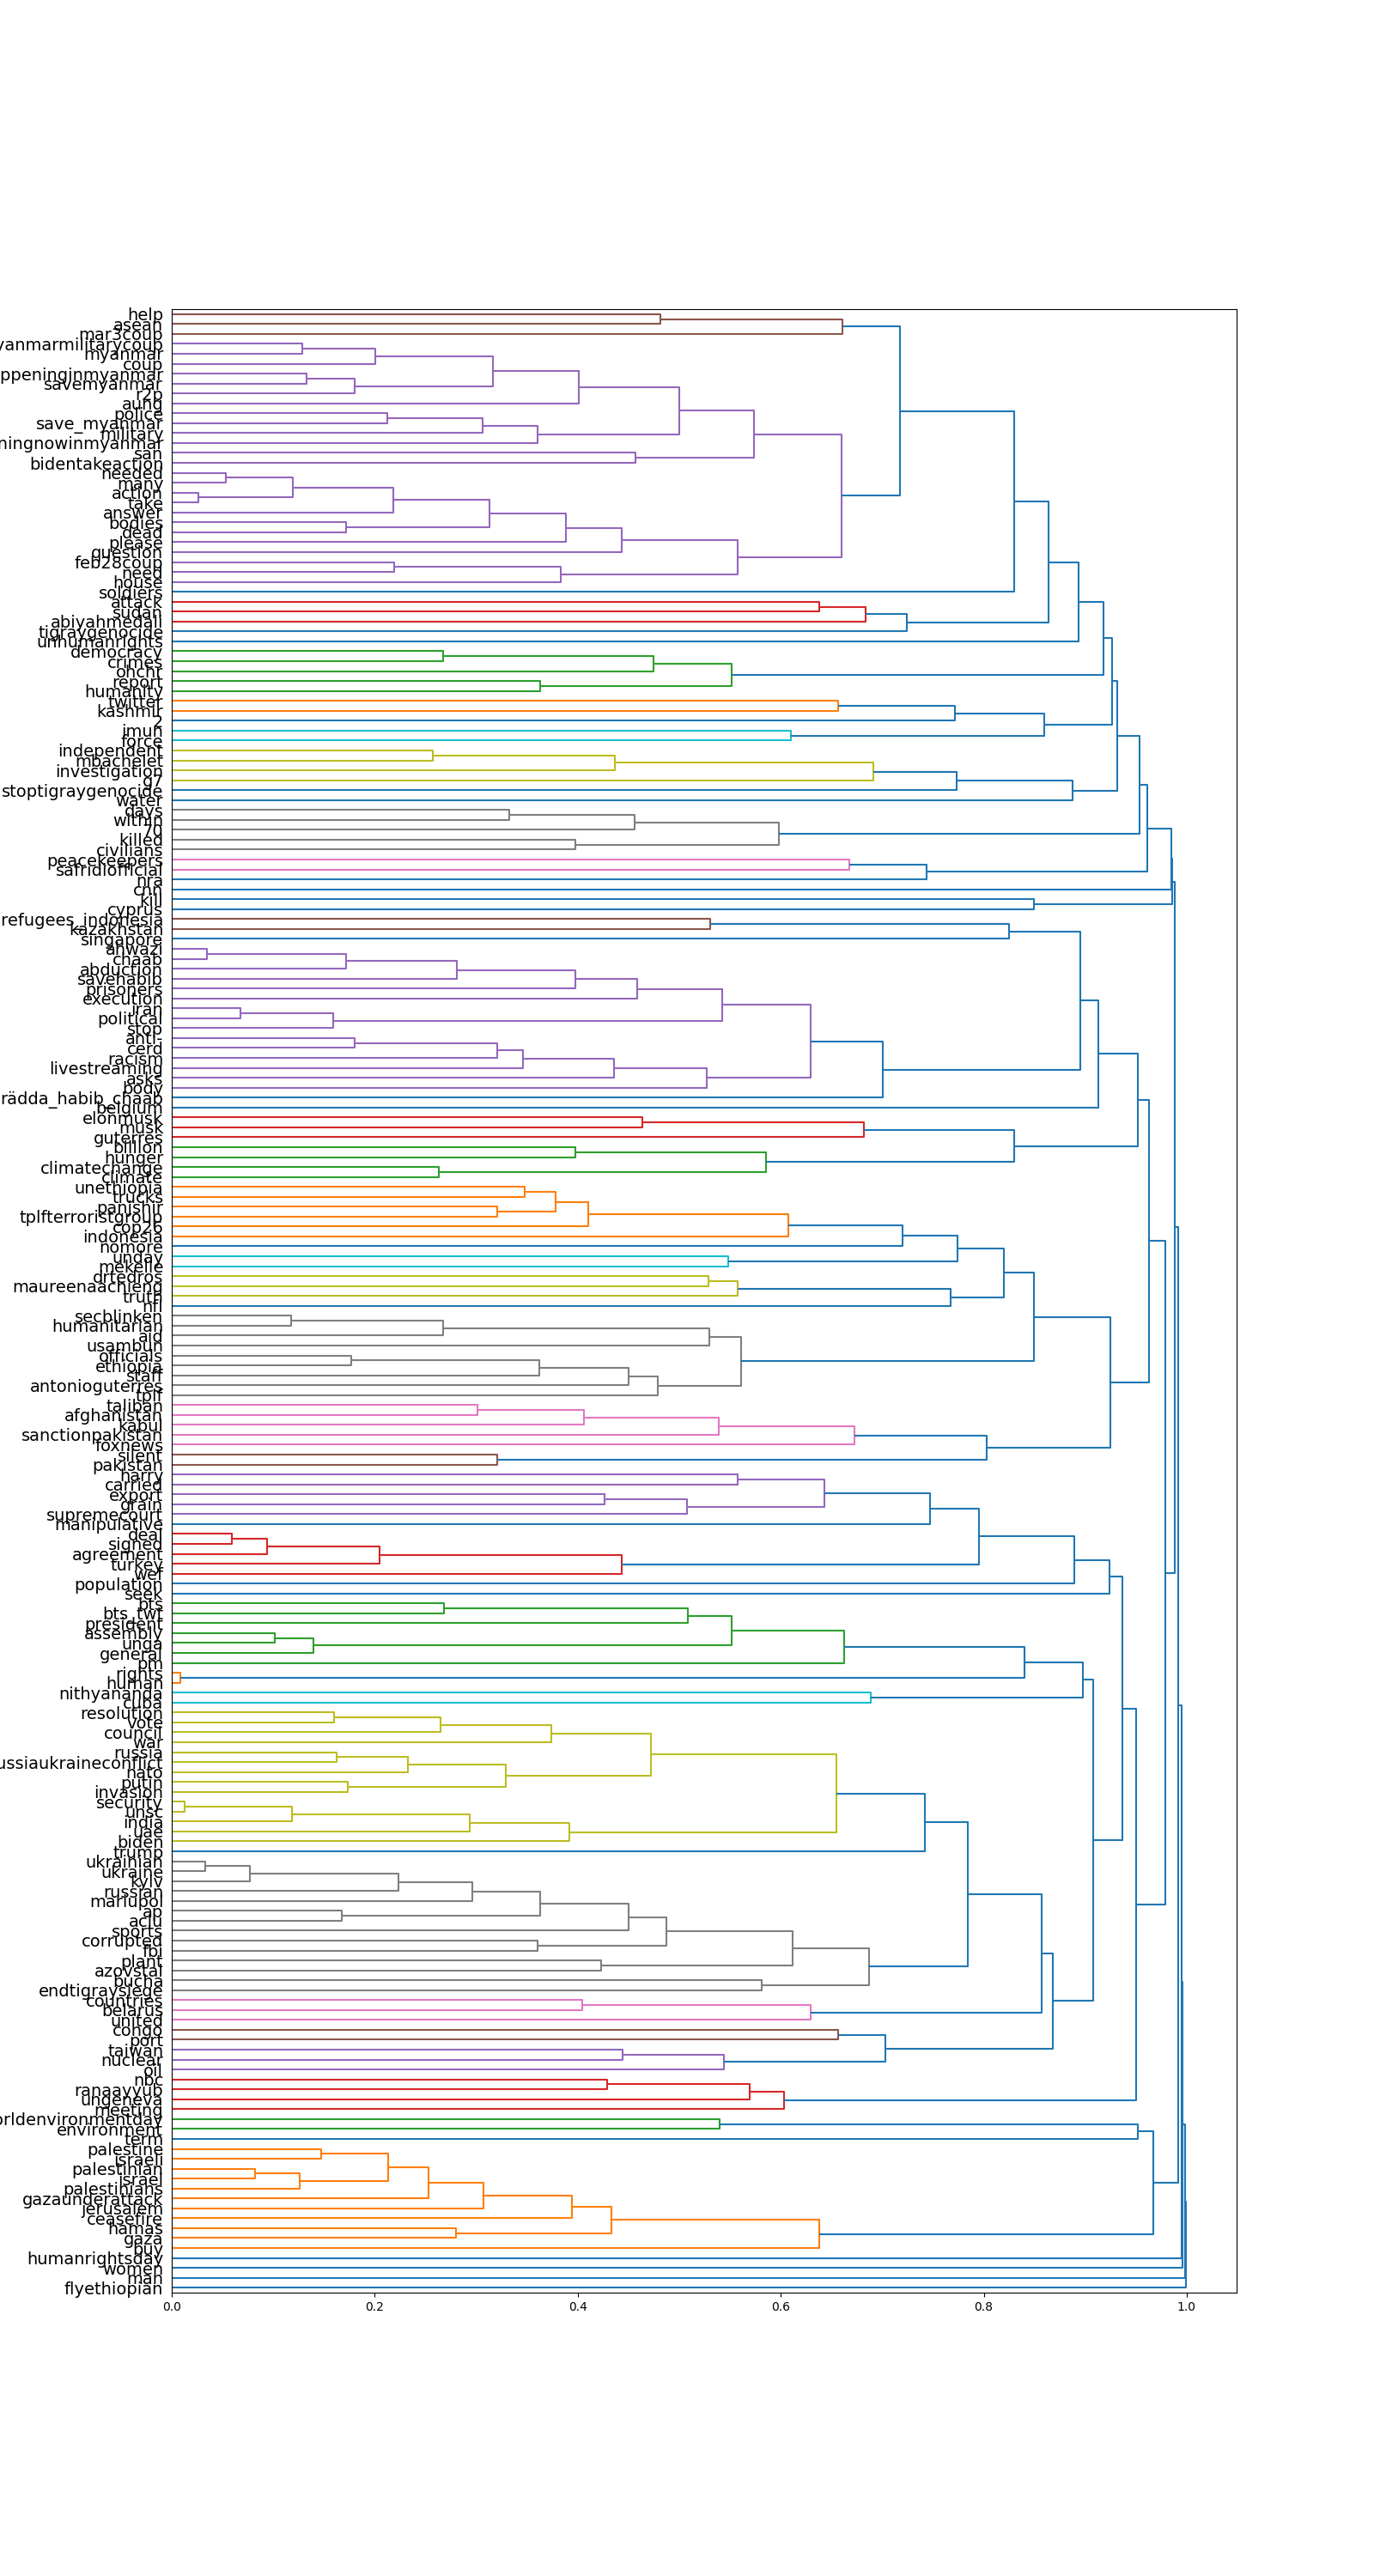 help
asean
mar3coup
yanmarmilitarycoup
myanmar
coup
ppeninginmyanmar
savemyanmar
r2p
aung
police
save_myanmar
military
ningnowinmyanmar
san
bidentakeaction
needed
many
action
take
answer
bodies
dead
please
question
feb28coup
need
house
soldiers
attack
sudan
abiyahmedali
tigraygenocide
unhumanrights
democracy
crimes
ohchr
report
humanity
twitter
kashmir
2
imun
force
independent
mbachelet
investigation
g7
stoptigraygenocide
water
days
within
70
killed
civilians
peacekeepers
safridiofficial
nra
cnn
kill
cyprus
refugees_indonesia
kazakhstan
singapore
ahwazi
chaab
abduction
savehabib
prisoners
execution
iran
political
stop
anti-
cerd
racism
livestreaming
asks
body
rädda_habib_chaab
belgium
elonmusk
musk
guterres
billion
hunger
climatechange
climate
unethiopia
trucks
panjshir
tplfterroristgroup
cop26
indonesia
nomore
unday
mekelle
drtedros
maureenaachieng
truth
nfl
secblinken
humanitarian
aid
usambun
officials
ethiopia
staff
antonioguterres
tplf
taliban
afghanistan
kabul
sanctionpakistan
foxnews
silent
pakistan
harry
carried
export
grain
supremecourt
manipulative
deal
signed
agreement
turkey
wef
population
seek
bts
bts_twt
president
assembly
unga
general
pm
rights
human
nithyananda
cuba
resolution
vote
council
war
russia
ussiaukraineconflict
nato
putin
invasion
security
unsc
india
uae
biden
trump
ukrainian
ukraine
kyiv
russian
mariupol
ap
aclu
sports
corrupted
fbi
plant
azovstal
bucha
endtigraysiege
countries
belarus
united
congo
port
taiwan
nuclear
oil
nbc
ranaayyub
ungeneva
meeting
orldenvironmentday
environment
term
palestine
israeli
palestinian
israel
palestinians
gazaunderattack
jerusalem
ceasefire
hamas
gaza
buy
humanrightsday
women
man
flyethiopian
0.0 0.2 0.4 0.6 0.8 1.0